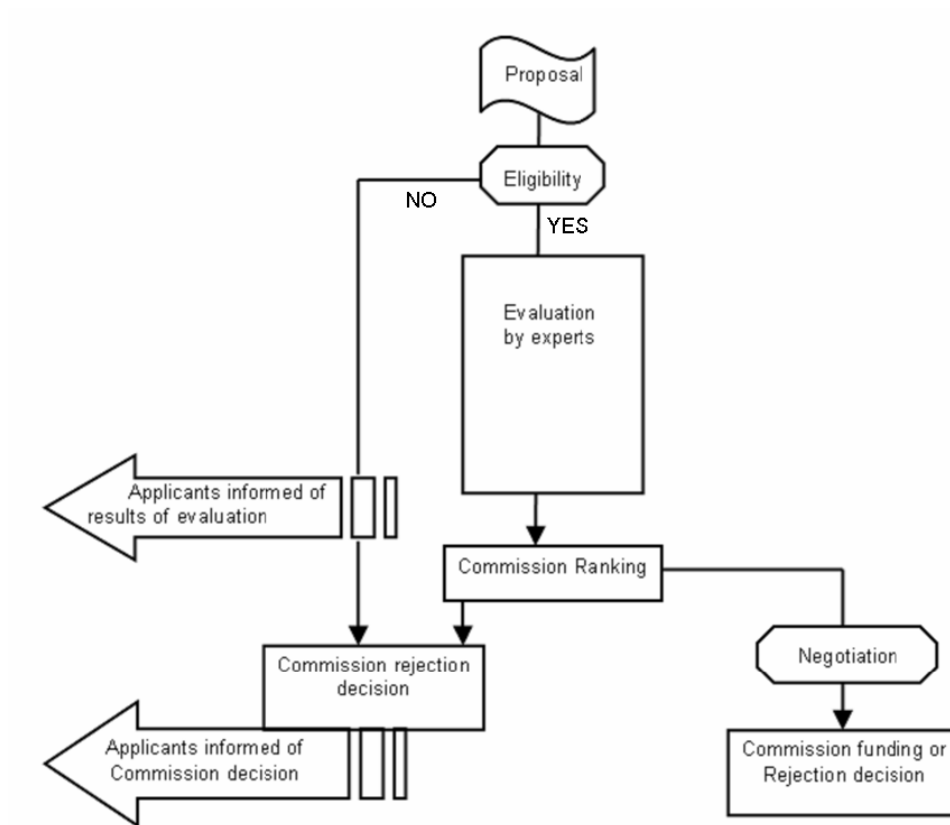 Proposal
Eligibility
NO
YES
Evaluation
by experts
Applicants informed of
results of evaluation
Commission Ranking
Commission rejection
decision
Negotiation
Applicants informed of
Commission decision
Commission funding or
Rejection decision